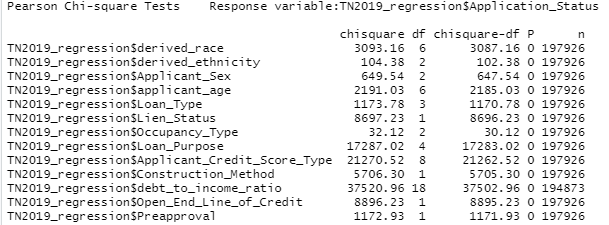 Pearson Chi-square Tests    Response variable:TN2019_regression$Application_Status
chisquare df chisquare-df P n
TN2019_regression$derived_race 3093.16 6 3087.16 0 197926
TN2019_regression$derived_ethnicity 104.38 2 102.38 0 197926
TN2019_regression$Applicant_Sex 649.54 2 647.54 0 197926
TN2019_regression$applicant_age 2191.03 6 2185.03 0 197926
TN2019_regression$Loan_Type 1173.78 3 1170.78 0 197926
TN2019_regression$Lien_Status 8697.23 1 8696.23 0 197926
TN2019_regression$Occupancy_Type 32.12 2 30.12 0 197926
TN2019_regression$Loan_Purpose 17287.02 4 17283.02 0 197926
TN2019_regression$Applicant_Credit_Score_Type 21270.52 8 21262.52 0 197926
TN2019_regression$Construction_Method 5706.30 1 5705.30 0 197926
TN2019_regression$debt_to_income_ratio 37520.96 18 37502.96 0 194873
TN2019_regression$Open_End_Line_of_Credit 8896.23 1 8895.23 0 197926
TN2019_regression$Preapproval 1172.93 1 1171.93 0 197926